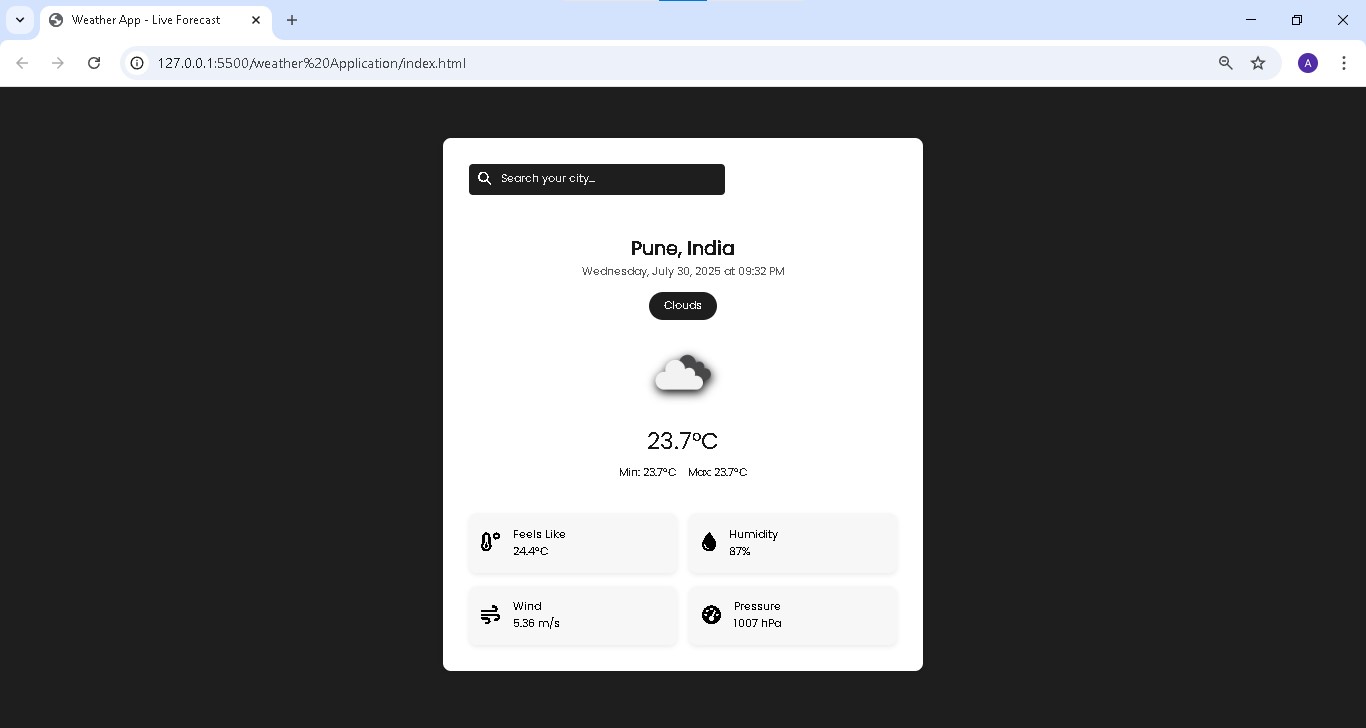 Weather App - Live Forecast
127.0.0.1:5500/weather%20Application/index.html
A
Search your city...
Pune, India
Wednesday, July 30, 2025 at 09:32 PM
Clouds
23.7°C
Min: 23.7°C Max: 23.7°C
Feels Like
24.4°C
Humidity
87%
Wind
5.36 m/s
Pressure
1007 hPa